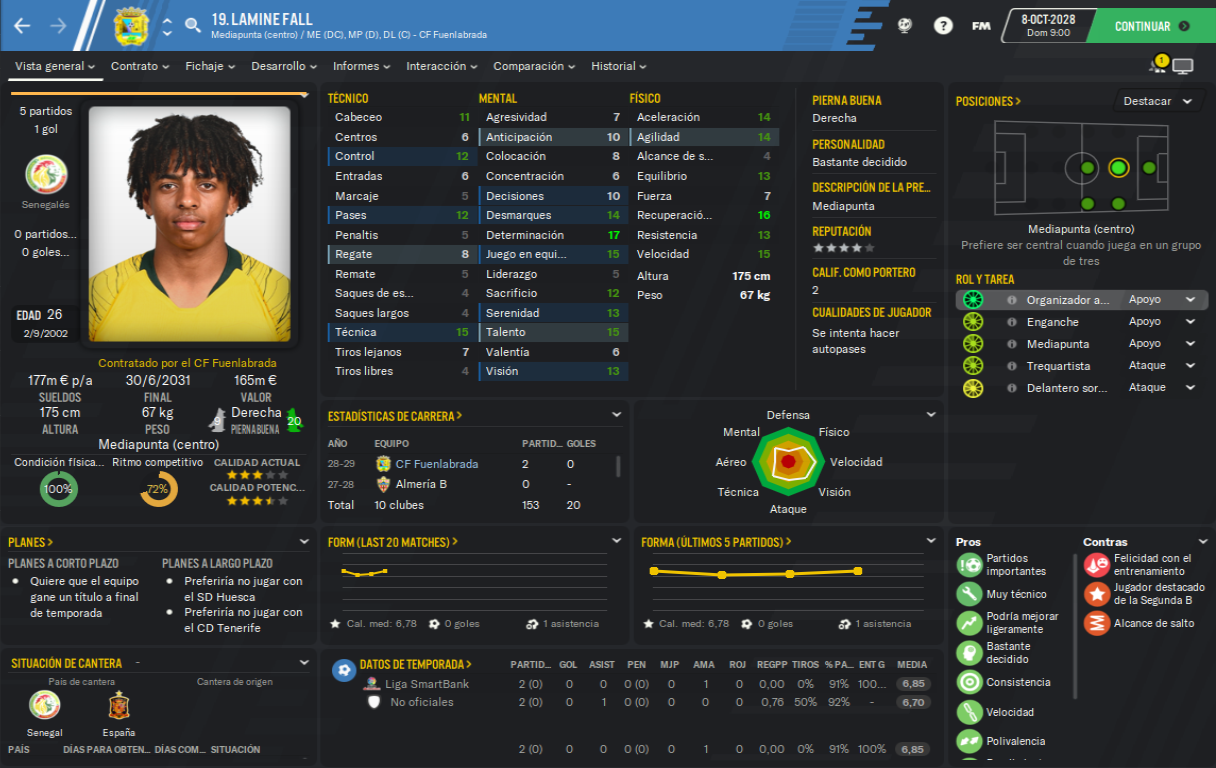 19. LAMINE FALL
Mediapunta (centro) / ME (DC), MP (D), DL (C) - CF Fuenlabrada
?
FM
8-OCT-2028
Dom 9:00
CONTINUAR
Vista general
Contrato
Fichaje
Desarrollo
Informes
Interacción
Comparación
Historial
1
5 partidos
1 gol
Senegalés
0 partidos...
0 goles...
EDAD 26
2/9/2002
Contratado por el CF Fuenlabrada
177m € p/a
SUELDOS
30/6/2031
FINAL
165m €
VALOR
175 cm
ALTURA
67 kg
PESO
9
Derecha
PIERNA BUENA
20
Mediapunta (centro)
Condición física...
100%
Ritmo competitivo
72%
CALIDAD ACTUAL
CALIDAD POTENC...
TÉCNICO
Cabeceo 11
Centros 6
Control 12
Entradas 6
Marcaje 5
Pases 12
Penaltis 5
Regate 8
Remate 5
Saques de es... 4
Saques largos 4
Técnica 15
Tiros lejanos 7
Tiros libres 4
MENTAL
Agresividad 7
Anticipación 10
Colocación 8
Concentración 6
Decisiones 10
Desmarques 14
Determinación 17
Juego en equi... 15
Liderazgo 5
Sacrificio 12
Serenidad 13
Talento 15
Valentía 6
Visión 13
FÍSICO
Aceleración 14
Agilidad 14
Alcance de s... 4
Equilibrio 13
Fuerza 7
Recuperació... 16
Resistencia 13
Velocidad 15
Altura 175 cm
Peso 67 kg
PIERNA BUENA
Derecha
PERSONALIDAD
Bastante decidido
DESCRIPCIÓN DE LA PRE...
Mediapunta
REPUTACIÓN
CALIF. COMO PORTERO
2
CUALIDADES DE JUGADOR
Se intenta hacer
autopases
POSICIONES >
Destacar
Mediapunta (centro)
Prefiere ser central cuando juega en un grupo
de tres
ROL Y TAREA
Organizador a... Apoyo
Enganche Apoyo
Mediapunta Apoyo
Trequartista Ataque
Delantero sor... Ataque
ESTADÍSTICAS DE CARRERA >
AÑO EQUIPO PARTID... GOLES
28-29 CF Fuenlabrada 2 0
27-28 Almería B 0 -
Total 10 clubes 153 20
Defensa
Mental
Físico
Aéreo
Velocidad
Técnica
Visión
Ataque
PLANES >
PLANES A CORTO PLAZO
Quiere que el equipo
gane un título a final
de temporada
PLANES A LARGO PLAZO
Preferiría no jugar con
el SD Huesca
Preferiría no jugar con
el CD Tenerife
FORM (LAST 20 MATCHES) >
Cal. med: 6,78 0 goles 1 asistencia
FORMA (ÚLTIMOS 5 PARTIDOS) >
Cal. med: 6,78 0 goles 1 asistencia
Pros
Partidos
importantes
Muy técnico
Podría mejorar
ligeramente
Bastante
decidido
Consistencia
Velocidad
Polivalencia
Contras
Felicidad con el
entrenamiento
Jugador destacado
de la Segunda B
Alcance de salto
SITUACIÓN DE CANTERA -
País de cantera
Cantera de origen
Senegal
España
PAÍS DÍAS PARA OBTEN... DÍAS COM... SITUACIÓN
DATOS DE TEMPORADA > PARTID... GOL ASIST PEN MJP AMA ROJ REGPP TIROS % PA... ENT G MEDIA
Liga SmartBank 2 (0) 0 0 0 (0) 0 1 0 0,00 0% 91% 100... 6,85
No oficiales 2 (0) 0 1 0 (0) 0 0 0 0,76 50% 92% - 6,70
2 (0) 0 0 0 (0) 0 1 0 0,00 0% 91% 100% 6,85